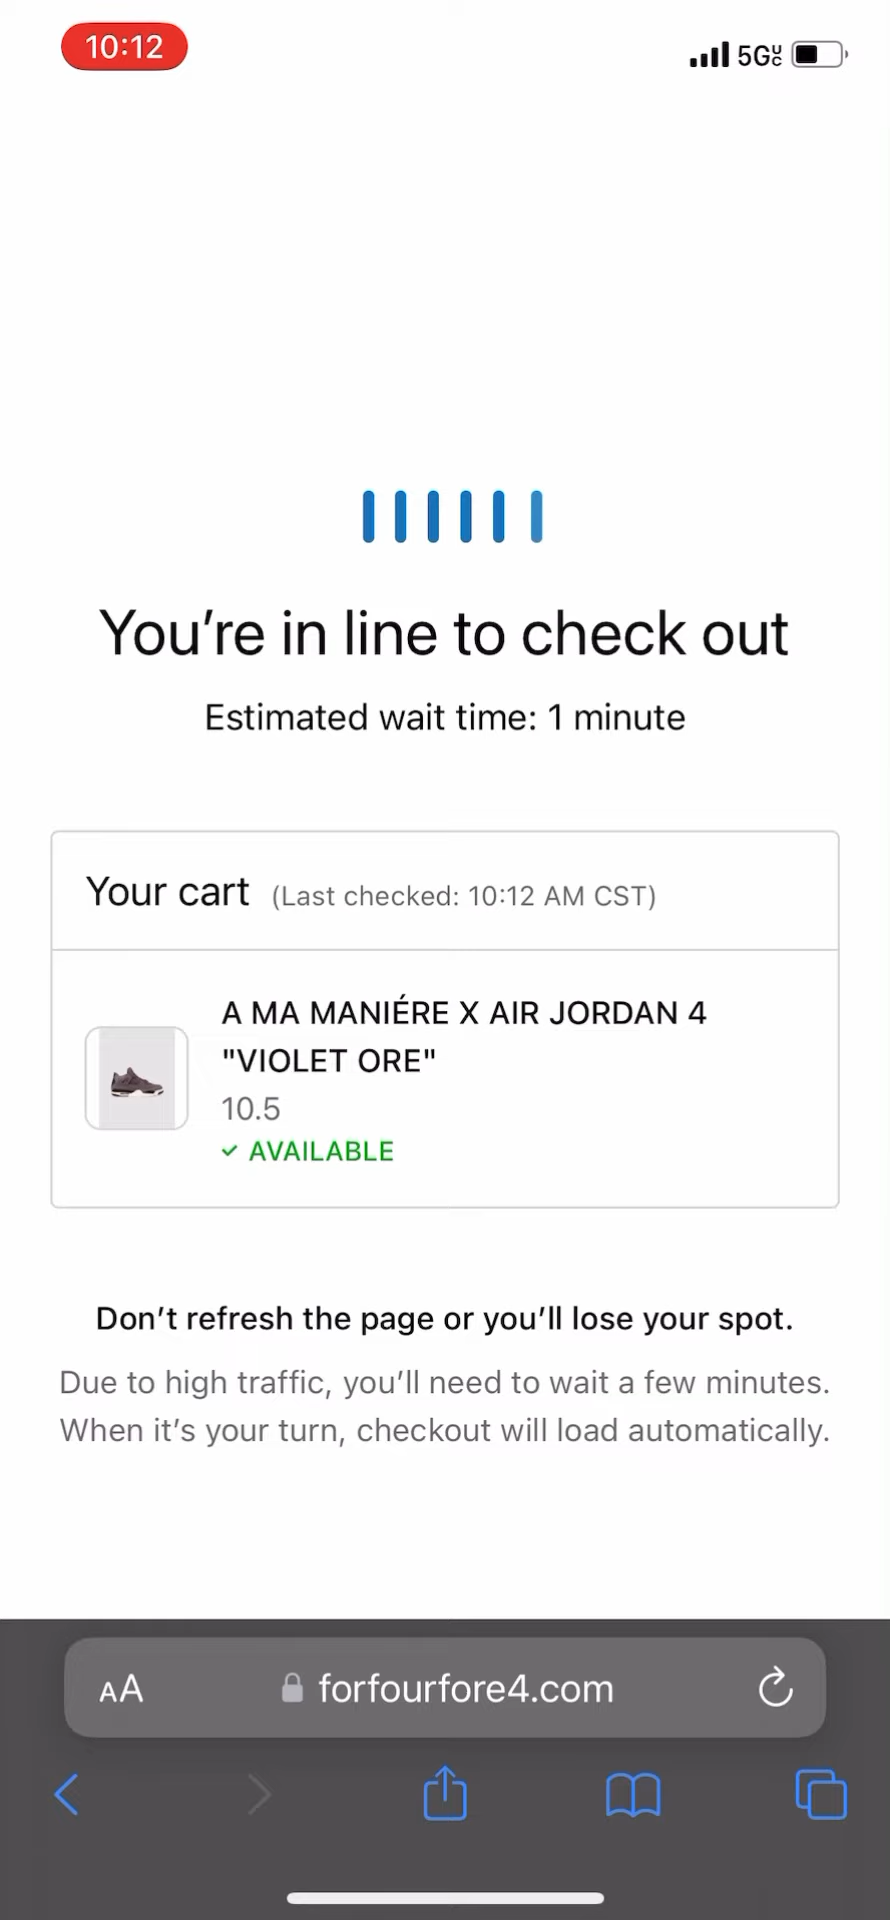 10:12
5GUC
You’re in line to check out
Estimated wait time: 1 minute
Your cart (Last checked: 10:12 AM CST)
A MA MANIÉRE X AIR JORDAN 4
"VIOLET ORE"
10.5
✓ AVAILABLE
Don’t refresh the page or you’ll lose your spot.
Due to high traffic, you’ll need to wait a few minutes.
When it’s your turn, checkout will load automatically.
AA forfourfore4.com